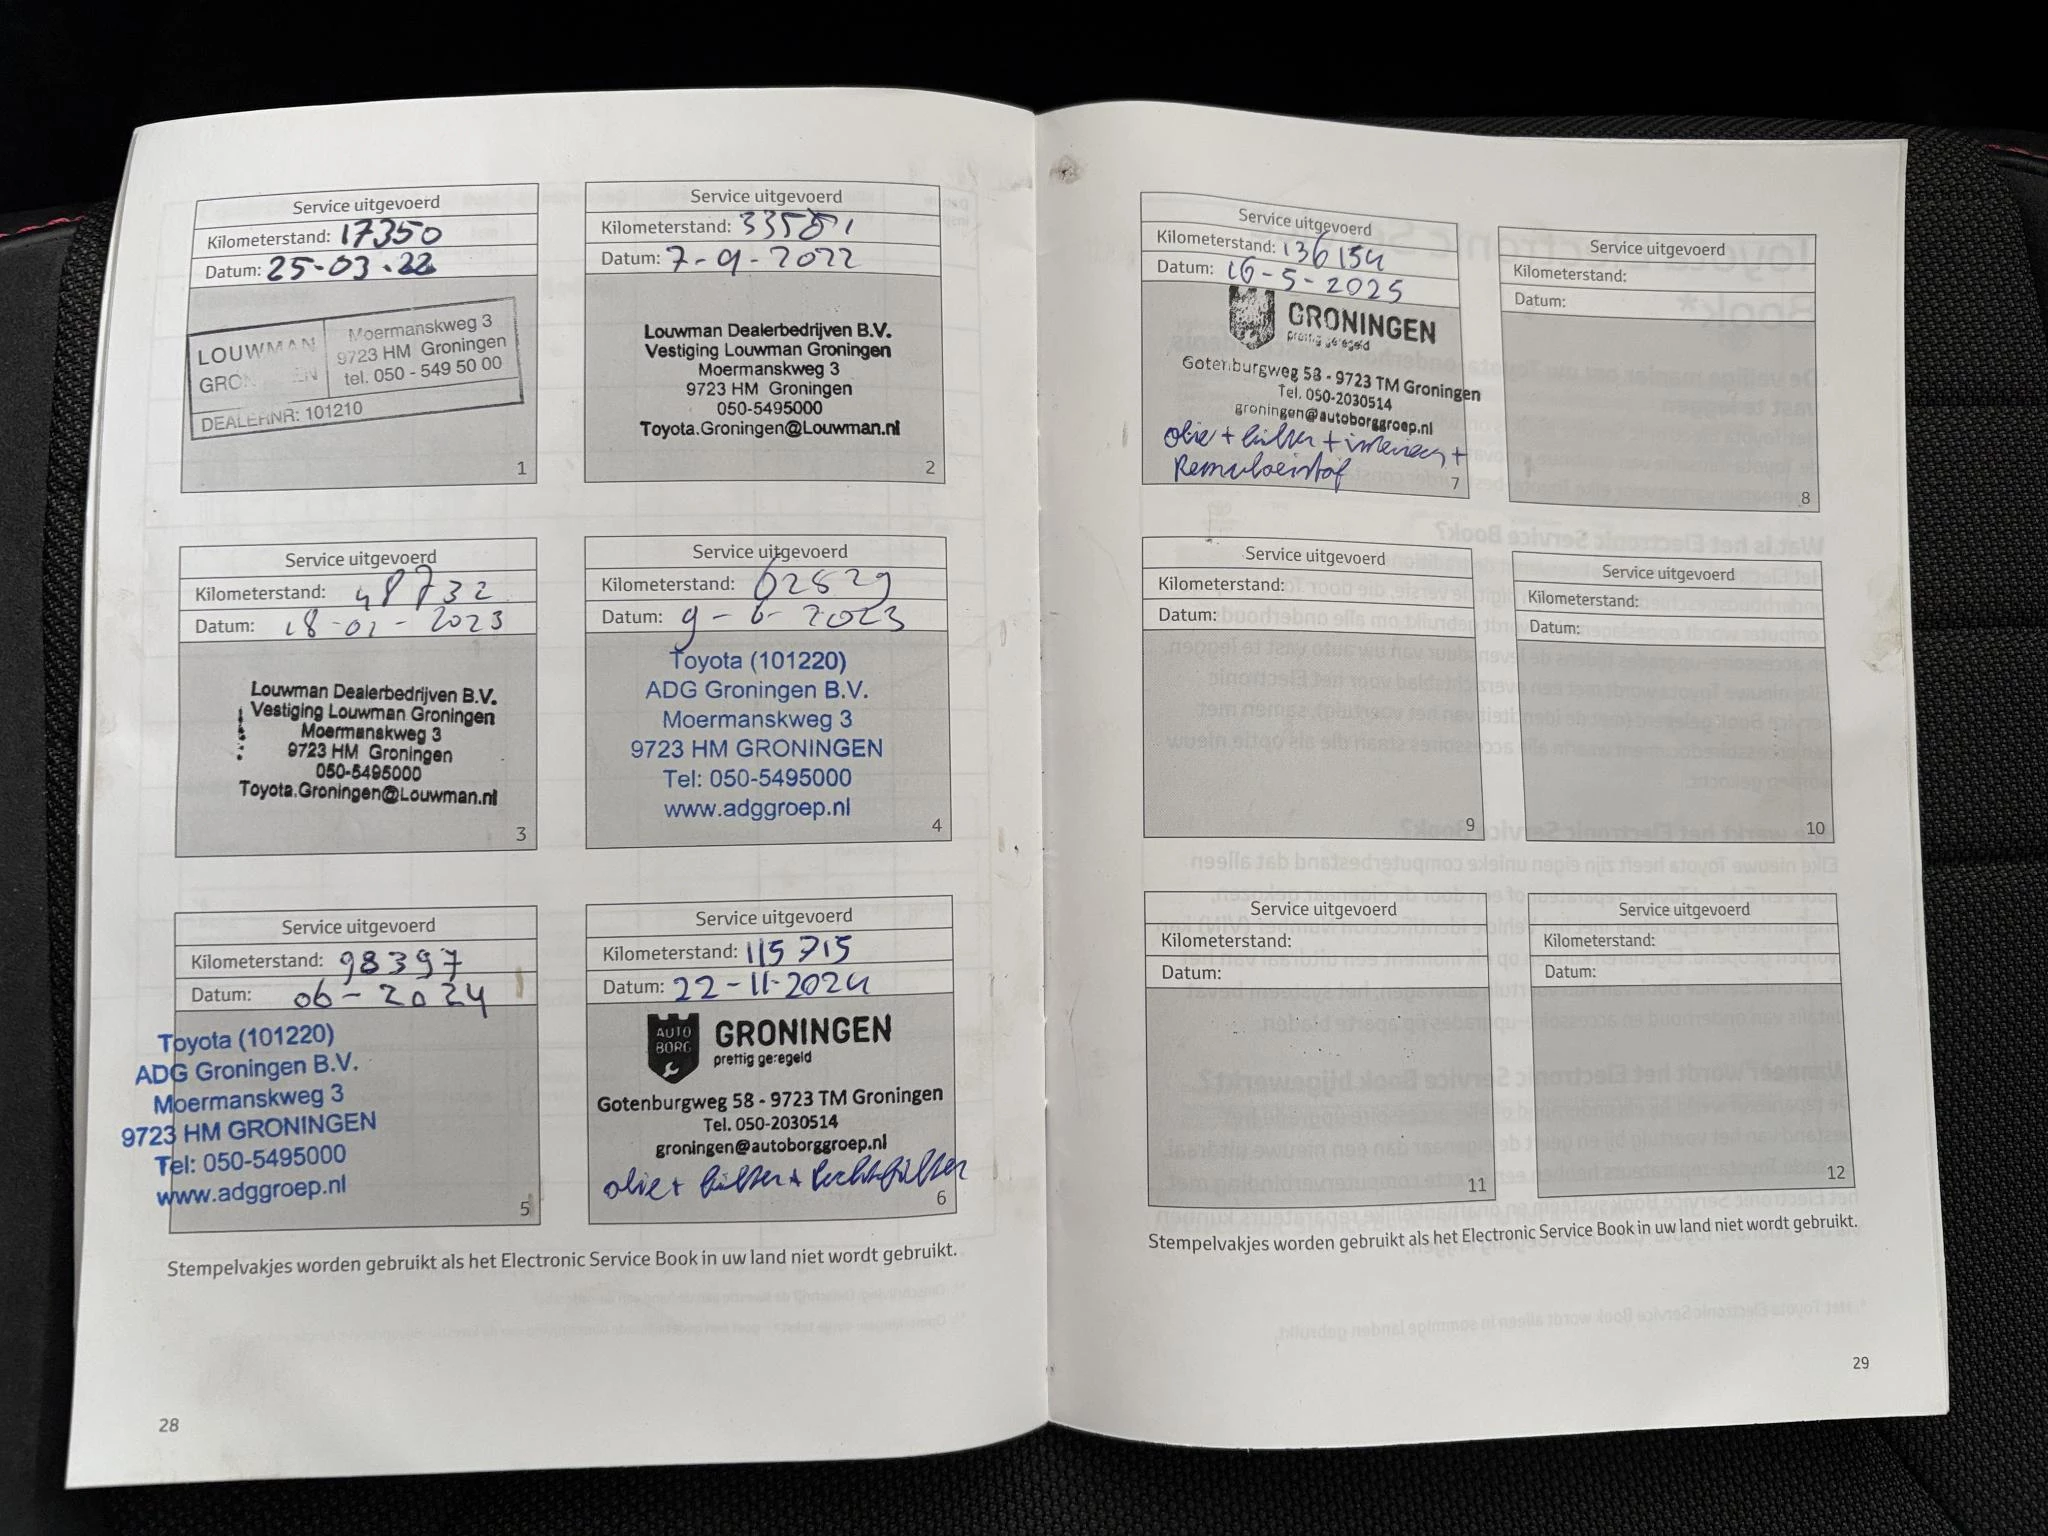 Service uitgevoerd
Kilometerstand: 17350
Datum: 25-03.22
LOUWMAN
GRON EN
Moermanskweg 3
9723 HM Groningen
tel. 050 - 549 50 00
DEALERNR: 101210
1
Service uitgevoerd
Kilometerstand:
Datum: 7-9-2022
Louwman Dealerbedrijven B.V.
Vestiging Louwman Groningen
Moermanskweg 3
9723 HM Groningen
050-5495000
Toyota.Groningen@Louwman.nl
2
Service uitgevoerd
Kilometerstand: 48732
Datum: 18-01-2023
Louwman Dealerbedrijven B.V.
Vestiging Louwman Groningen
Moermanskweg 3
9723 HM Groningen
050-5495000
Toyota.Groningen@Louwman.nl
3
Service uitgevoerd
Kilometerstand: 62529
Datum: 9-6-2023
Toyota (101220)
ADG Groningen B.V.
Moermanskweg 3
9723 HM GRONINGEN
Tel: 050-5495000
www.adggroep.nl
4
Service uitgevoerd
Kilometerstand: 98397
Datum: 06-2024
Toyota (101220)
ADG Groningen B.V.
Moermanskweg 3
9723 HM GRONINGEN
Tel: 050-5495000
www.adggroep.nl
5
Service uitgevoerd
Kilometerstand: 115715
Datum: 22-11-2024
AUTO
BORG
GRONINGEN
prettig geregeld
Gotenburgweg 58 - 9723 TM Groningen
Tel. 050-2030514
groningen@autoborggroep.nl
olie + filter + luchtfilter
6
Stempelvakjes worden gebruikt als het Electronic Service Book in uw land niet wordt gebruikt.
28
Service uitgevoerd
Kilometerstand: 136154
Datum: 16-5-2025
GRONINGEN
prettig geregeld
Gotenburgweg 58 - 9723 TM Groningen
Tel. 050-2030514
groningen@autoborggroep.nl
olie + filter + interieur +
Remvloeistof
7
Service uitgevoerd
Kilometerstand:
Datum:
8
Service uitgevoerd
Kilometerstand:
Datum:
9
Service uitgevoerd
Kilometerstand:
Datum:
10
Service uitgevoerd
Kilometerstand:
Datum:
11
Service uitgevoerd
Kilometerstand:
Datum:
12
Stempelvakjes worden gebruikt als het Electronic Service Book in uw land niet wordt gebruikt.
29